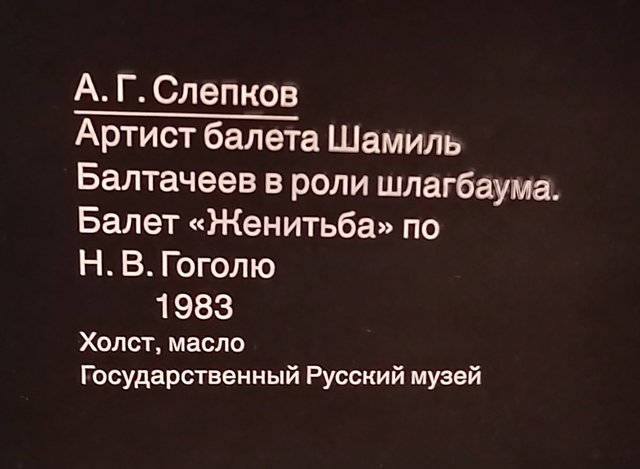 А. Г. Слепков
Артист балета Шамиль
Балтачеев в роли шлагбаума.
Балет «Женитьба» по
Н. В. Гоголю
1983
Холст, масло
Государственный Русский музей